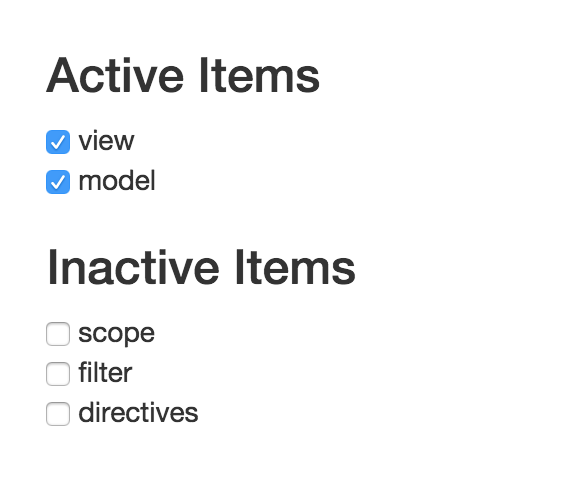 Active Items
view
model
Inactive Items
scope
filter
directives